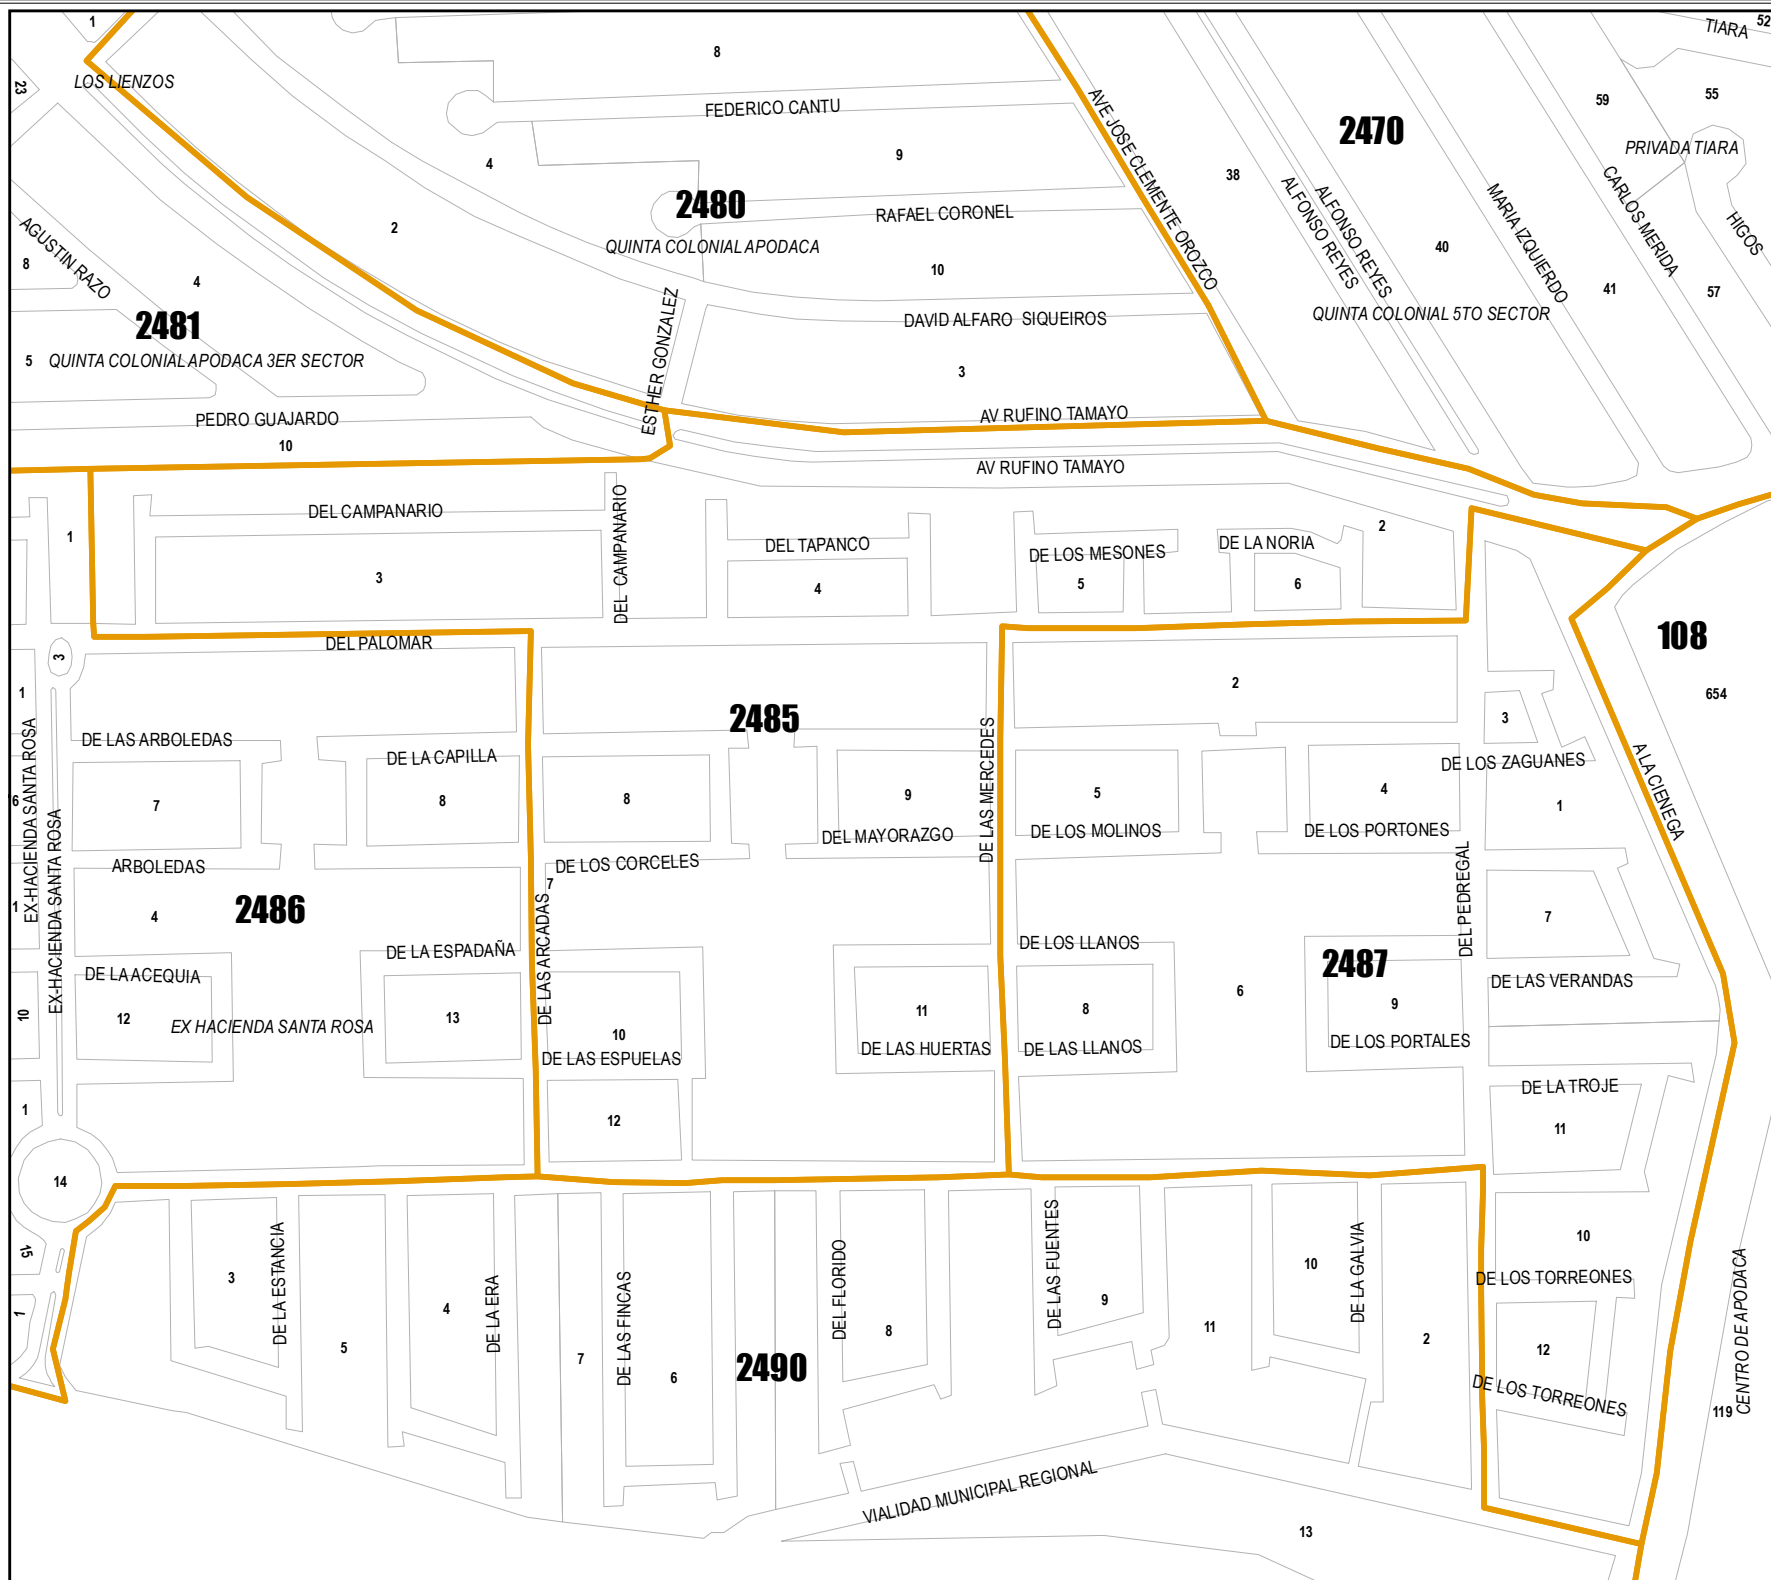 1
TIARA
52
8
LOS LIENZOS
23
FEDERICO CANTU
AVE JOSE CLEMENTE OROZCO
59
55
2470
PRIVADA TIARA
4
9
38
ALFONSO REYES
ALFONSO REYES
MARIA IZQUIERDO
CARLOS MERIDA
HIGOS
2480
RAFAEL CORONEL
2
QUINTA COLONIAL APODACA
40
AGUSTIN RAZO
8
4
10
41
57
2481
ESTHER GONZALEZ
DAVID ALFARO SIQUEIROS
QUINTA COLONIAL 5TO SECTOR
5
QUINTA COLONIAL APODACA 3ER SECTOR
3
PEDRO GUAJARDO
AV RUFINO TAMAYO
10
AV RUFINO TAMAYO
DEL CAMPANARIO
DEL CAMPANARIO
2
1
DEL TAPANCO
DE LOS MESONES
DE LA NORIA
3
4
5
6
DEL PALOMAR
108
3
1
2
654
2485
3
EX-HACIENDA SANTA ROSA
DE LAS ARBOLEDAS
DE LA CAPILLA
DE LAS MERCEDES
DE LOS ZAGUANES
A LA CIENEGA
6
7
8
8
9
5
4
1
EX-HACIENDA SANTA ROSA
DEL MAYORAZGO
DE LOS MOLINOS
DE LOS PORTONES
ARBOLEDAS
DE LOS CORCELES
7
DEL PEDREGAL
1
2486
4
DE LAS ARCADAS
7
DE LA ESPADAÑA
DE LOS LLANOS
2487
DE LA ACEQUIA
DE LAS VERANDAS
6
10
12
EX HACIENDA SANTA ROSA
13
10
11
8
9
DE LAS ESPUELAS
DE LAS HUERTAS
DE LAS LLANOS
DE LOS PORTALES
DE LA TROJE
1
12
11
14
DE LA ESTANCIA
DE LA ERA
DE LAS FINCAS
DEL FLORIDO
DE LAS FUENTES
DE LA GALVIA
10
15
3
10
DE LOS TORREONES
1
4
5
7
6
8
9
11
2
12
2490
CENTRO DE APODACA
DE LOS TORREONES
119
VIALIDAD MUNICIPAL REGIONAL
13